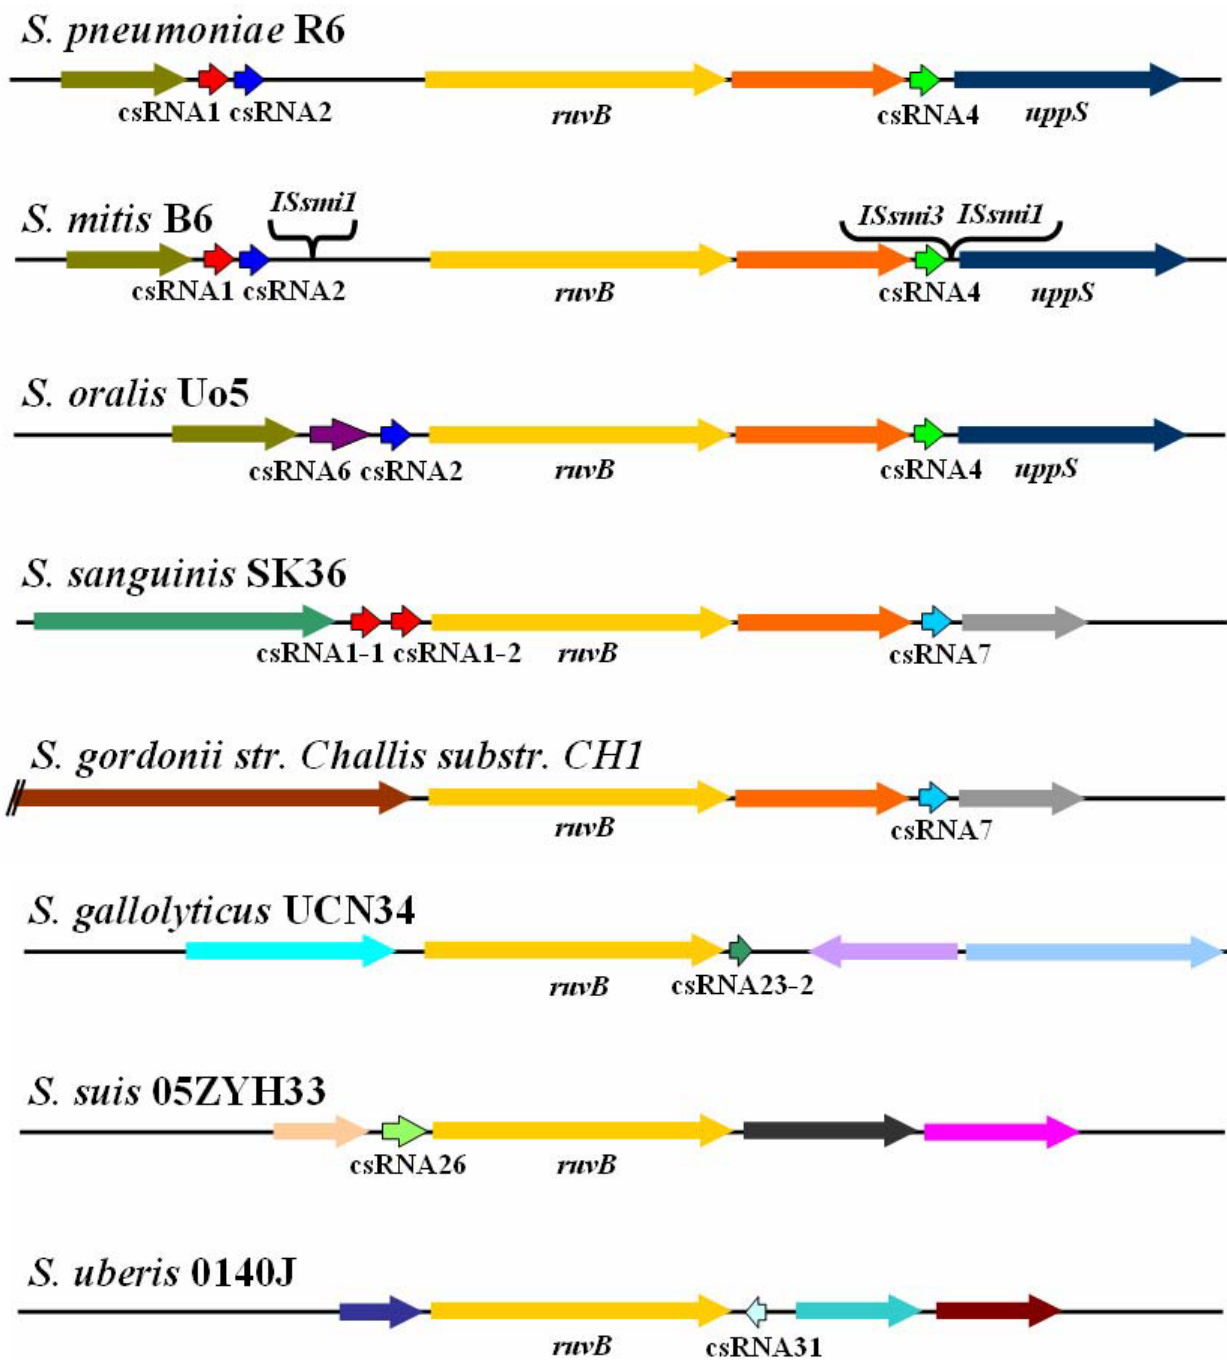 S. pneumoniae R6
csRNA1 csRNA2 ruvB csRNA4 uppS
S. mitis B6
ISsmi1 ISsmi3 ISsmi1
csRNA1 csRNA2 ruvB csRNA4 uppS
S. oralis Uo5
csRNA6 csRNA2 ruvB csRNA4 uppS
S. sanguinis SK36
csRNA1-1 csRNA1-2 ruvB csRNA7
S. gordonii str. Challis substr. CH1
ruvB csRNA7
S. gallolyticus UCN34
ruvB csRNA23-2
S. suis 05ZYH33
csRNA26 ruvB
S. uberis 0140J
ruvB csRNA31